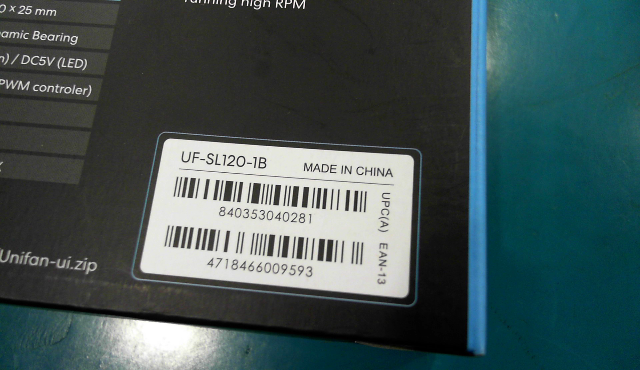 running high RPM
0 × 25 mm
namic Bearing
n) / DC5V (LED)
PWM controler)
UF-SL120-1B
MADE IN CHINA
840353040281
UPC(A)
4718466009593
EAN-13
/Unifan-ui.zip